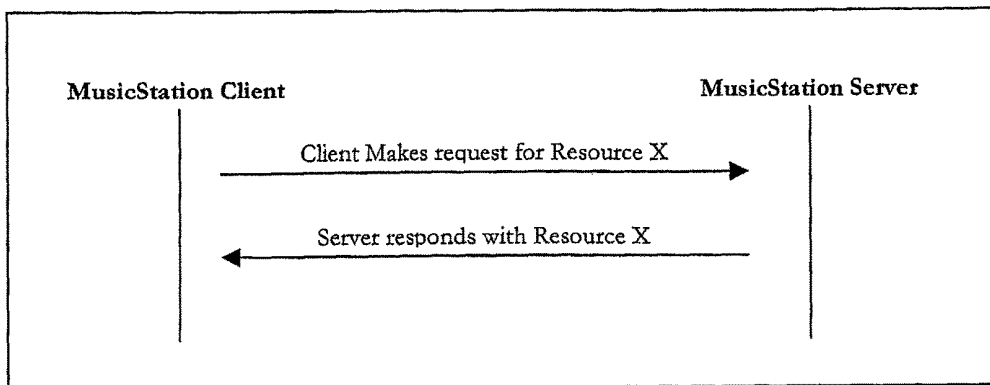 MusicStation Client
MusicStation Server
Client Makes request for Resource X
Server responds with Resource X